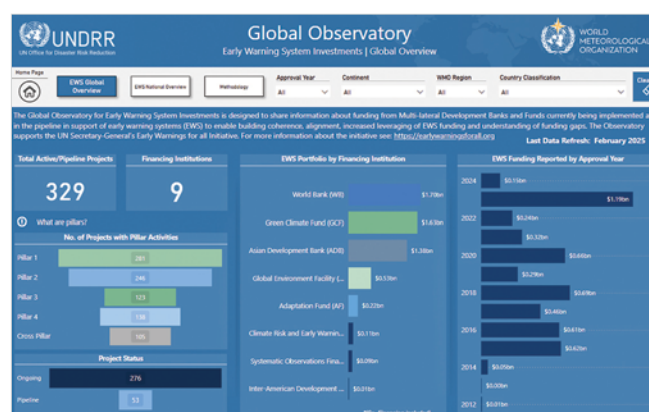 UNDRR
UN Office for Disaster Risk Reduction
Global Observatory
Early Warning System Investments | Global Overview
WORLD
METEOROLOGICAL
ORGANIZATION
Home Page
EWS Global
Overview
EWS National Overview
Methodology
Approval Year
All
Continent
All
WMO Region
All
Country Classification
All
Clea
The Global Observatory for Early Warning System Investments is designed to share information about funding from Multi-lateral Development Banks and Funds currently being implemented a
in the pipeline in support of early warning systems (EWS) to enable building coherence, alignment, increased leveraging of EWS funding and understanding of funding gaps. The Observatory
supports the UN Secretary-General's Early Warnings for all Initiative. For more information about the initiative see: https://earlywarningsforall.org
Last Data Refresh: February 2025
Total Active/Pipeline Projects
329
Financing Institutions
9
What are pillars?
No. of Projects with Pillar Activities
Pillar 1
281
Pillar 2
246
Pillar 3
123
Pillar 4
138
Cross Pillar
105
Project Status
Ongoing
276
Pipeline
53
EWS Portfolio by Financing Institution
World Bank (WB)
$1.70bn
Green Climate Fund (GCF)
$1.63bn
Asian Development Bank (ADB)
$1.38bn
Global Environment Facility (...
$0.53bn
Adaptation Fund (AF)
$0.22bn
Climate Risk and Early Warnin...
$0.11bn
Systematic Observations Fina...
$0.09bn
Inter-American Development ...
$0.01bn
EWS Funding Reported by Approval Year
2024
$0.15bn
$1.19bn
2022
$0.24bn
$0.32bn
2020
$0.66bn
$0.29bn
2018
$0.69bn
$0.46bn
2016
$0.61bn
$0.62bn
2014
$0.05bn
$0.00bn
2012
$0.01bn